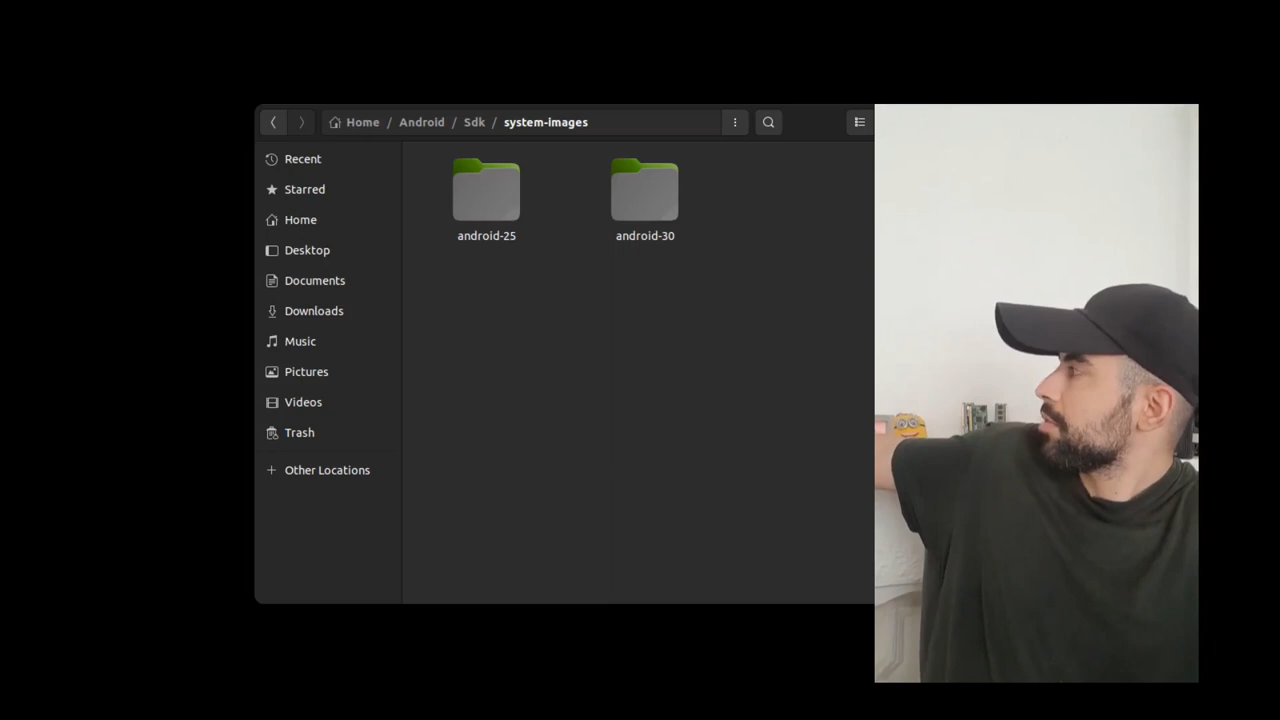 Home / Android / Sdk / system-images
Recent
Starred
Home
Desktop
Documents
Downloads
Music
Pictures
Videos
Trash
Other Locations
android-25
android-30